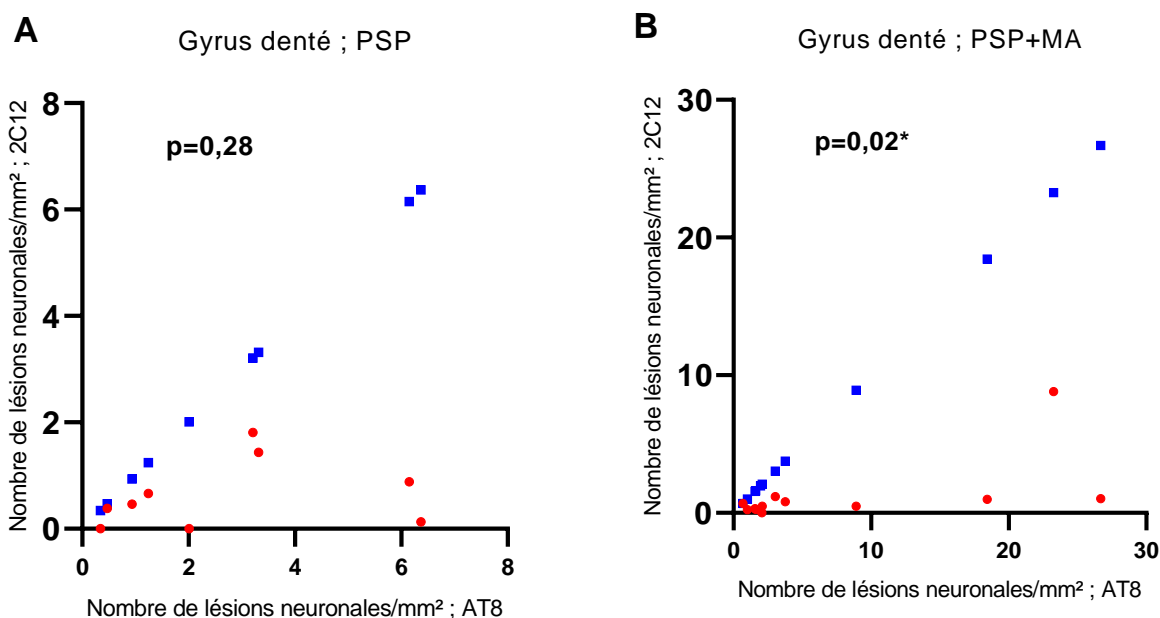 A
Gyrus denté ; PSP
Nombre de lésions neuronales/mm² ; 2C12
8
6
4
2
0
p=0,28
0 2 4 6 8
Nombre de lésions neuronales/mm² ; AT8
B
Gyrus denté ; PSP+MA
Nombre de lésions neuronales/mm² ; 2C12
30
20
10
0
p=0,02*
0 10 20 30
Nombre de lésions neuronales/mm² ; AT8